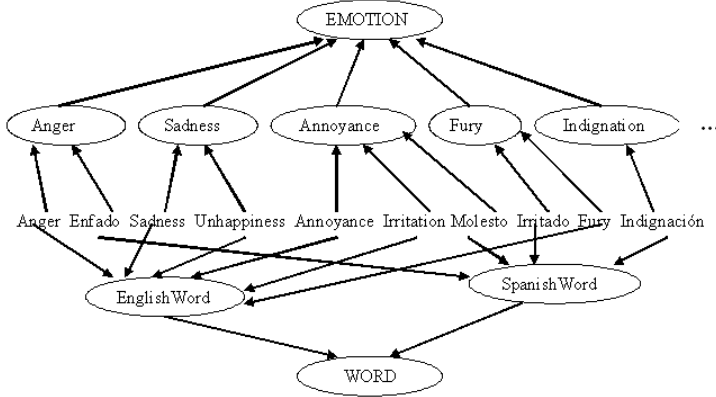 EMOTION
Anger Sadness Annoyance Fury Indignation ...
Anger Enfado Sadness Unhappiness Annoyance Irritation Molesto Irritado Fury Indignación
EnglishWord SpanishWord
WORD